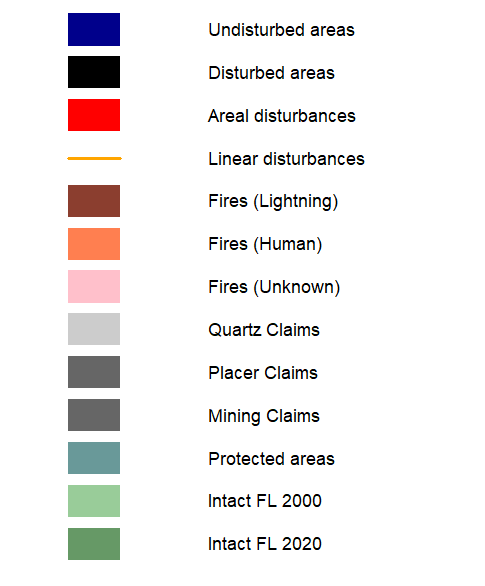 Undisturbed areas
Disturbed areas
Areal disturbances
Linear disturbances
Fires (Lightning)
Fires (Human)
Fires (Unknown)
Quartz Claims
Placer Claims
Mining Claims
Protected areas
Intact FL 2000
Intact FL 2020